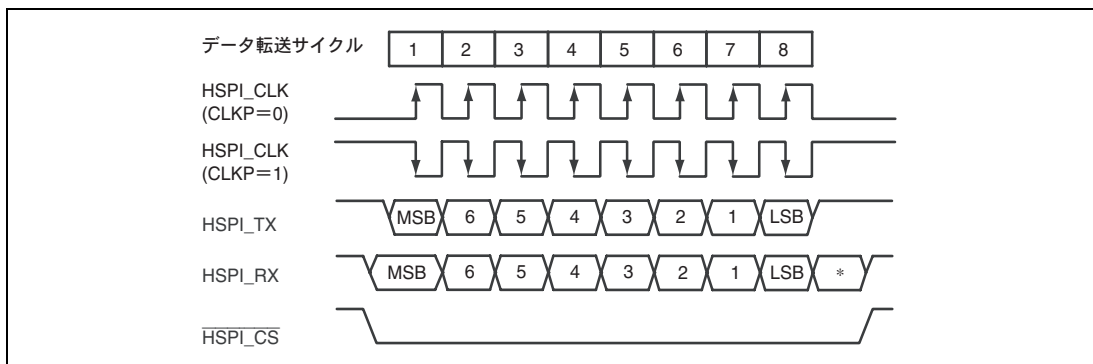 データ転送サイクル 1 2 3 4 5 6 7 8
HSPI_CLK
(CLKP=0)
HSPI_CLK
(CLKP=1)
HSPI_TX MSB 6 5 4 3 2 1 LSB
HSPI_RX MSB 6 5 4 3 2 1 LSB *
HSPI_CS